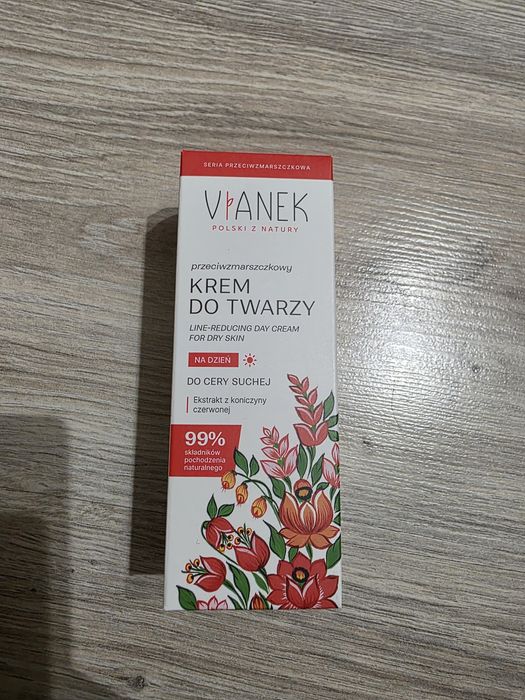 SERIA PRZECIWZMARSZCZKOWA
VIANEK
POLSKI Z NATURY
przeciwzmarszczkowy
KREM
DO TWARZY
LINE-REDUCING DAY CREAM
FOR DRY SKIN
NA DZIEŃ
DO CERY SUCHEJ
Ekstrakt z koniczyny
czerwonej
99%
składników
pochodzenia
naturalnego